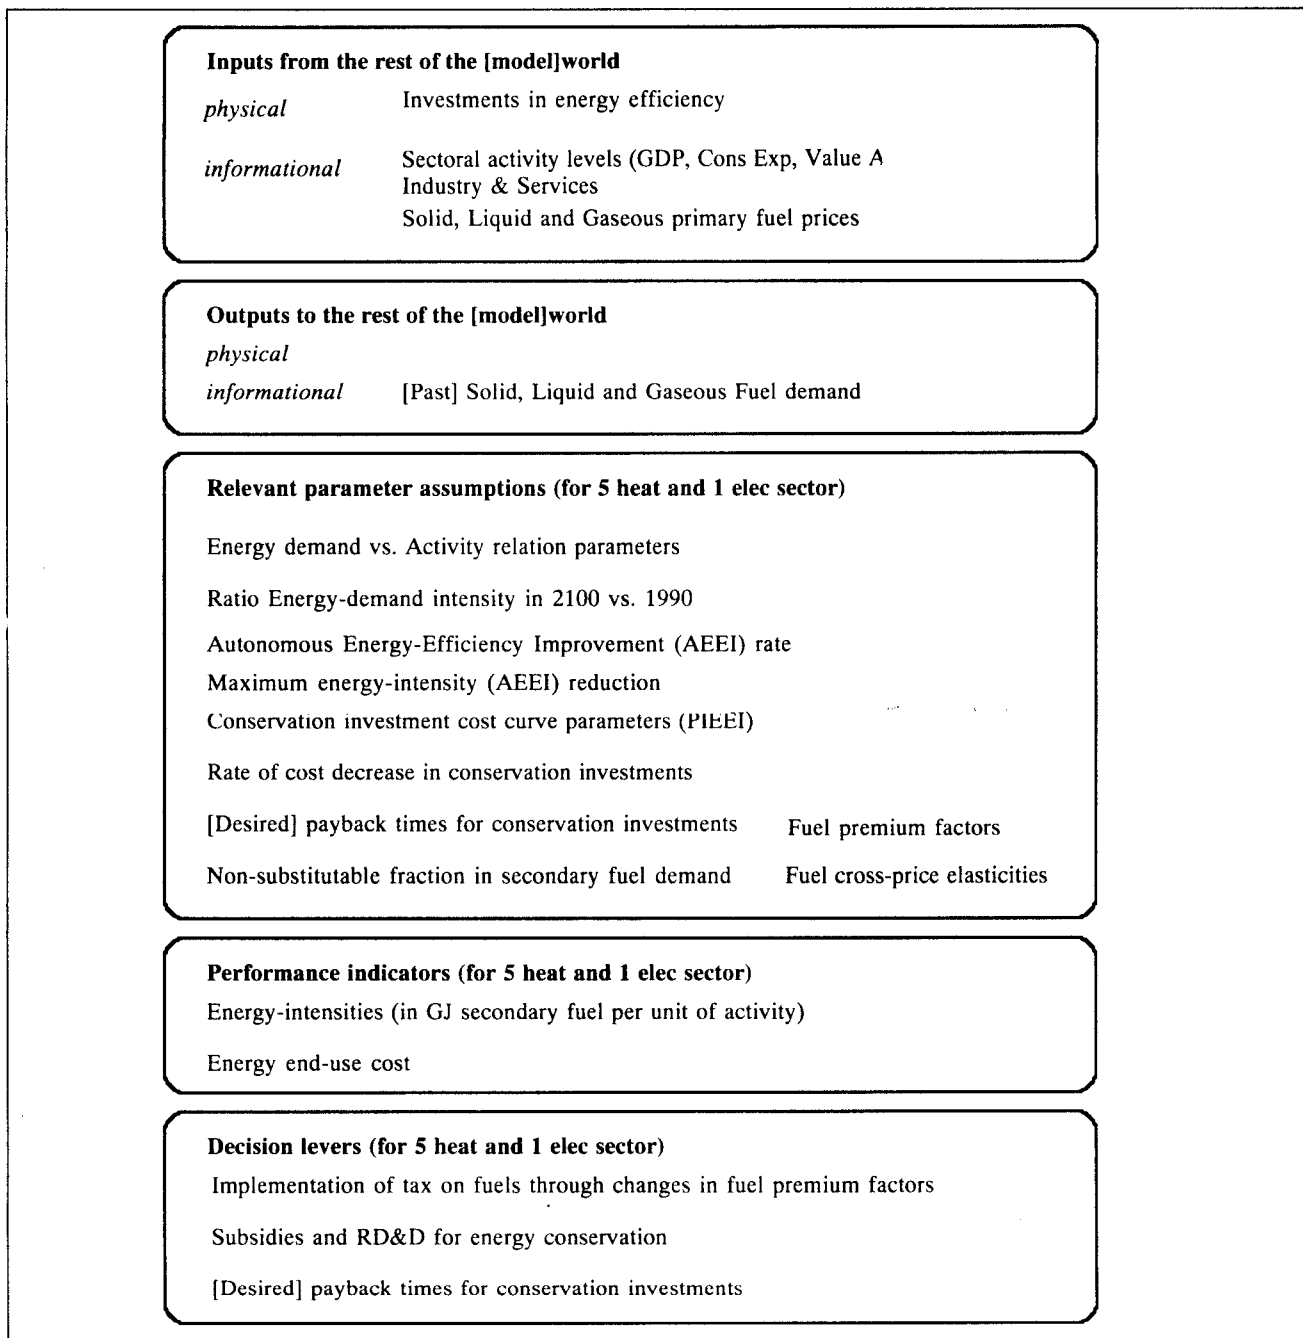 Inputs from the rest of the [model]world
physical Investments in energy efficiency
informational Sectoral activity levels (GDP, Cons Exp, Value A
Industry & Services
Solid, Liquid and Gaseous primary fuel prices
Outputs to the rest of the [model]world
physical
informational [Past] Solid, Liquid and Gaseous Fuel demand
Relevant parameter assumptions (for 5 heat and 1 elec sector)
Energy demand vs. Activity relation parameters
Ratio Energy-demand intensity in 2100 vs. 1990
Autonomous Energy-Efficiency Improvement (AEEI) rate
Maximum energy-intensity (AEEI) reduction
Conservation investment cost curve parameters (PIEEI)
Rate of cost decrease in conservation investments
[Desired] payback times for conservation investments Fuel premium factors
Non-substitutable fraction in secondary fuel demand Fuel cross-price elasticities
Performance indicators (for 5 heat and 1 elec sector)
Energy-intensities (in GJ secondary fuel per unit of activity)
Energy end-use cost
Decision levers (for 5 heat and 1 elec sector)
Implementation of tax on fuels through changes in fuel premium factors
Subsidies and RD&D for energy conservation
[Desired] payback times for conservation investments